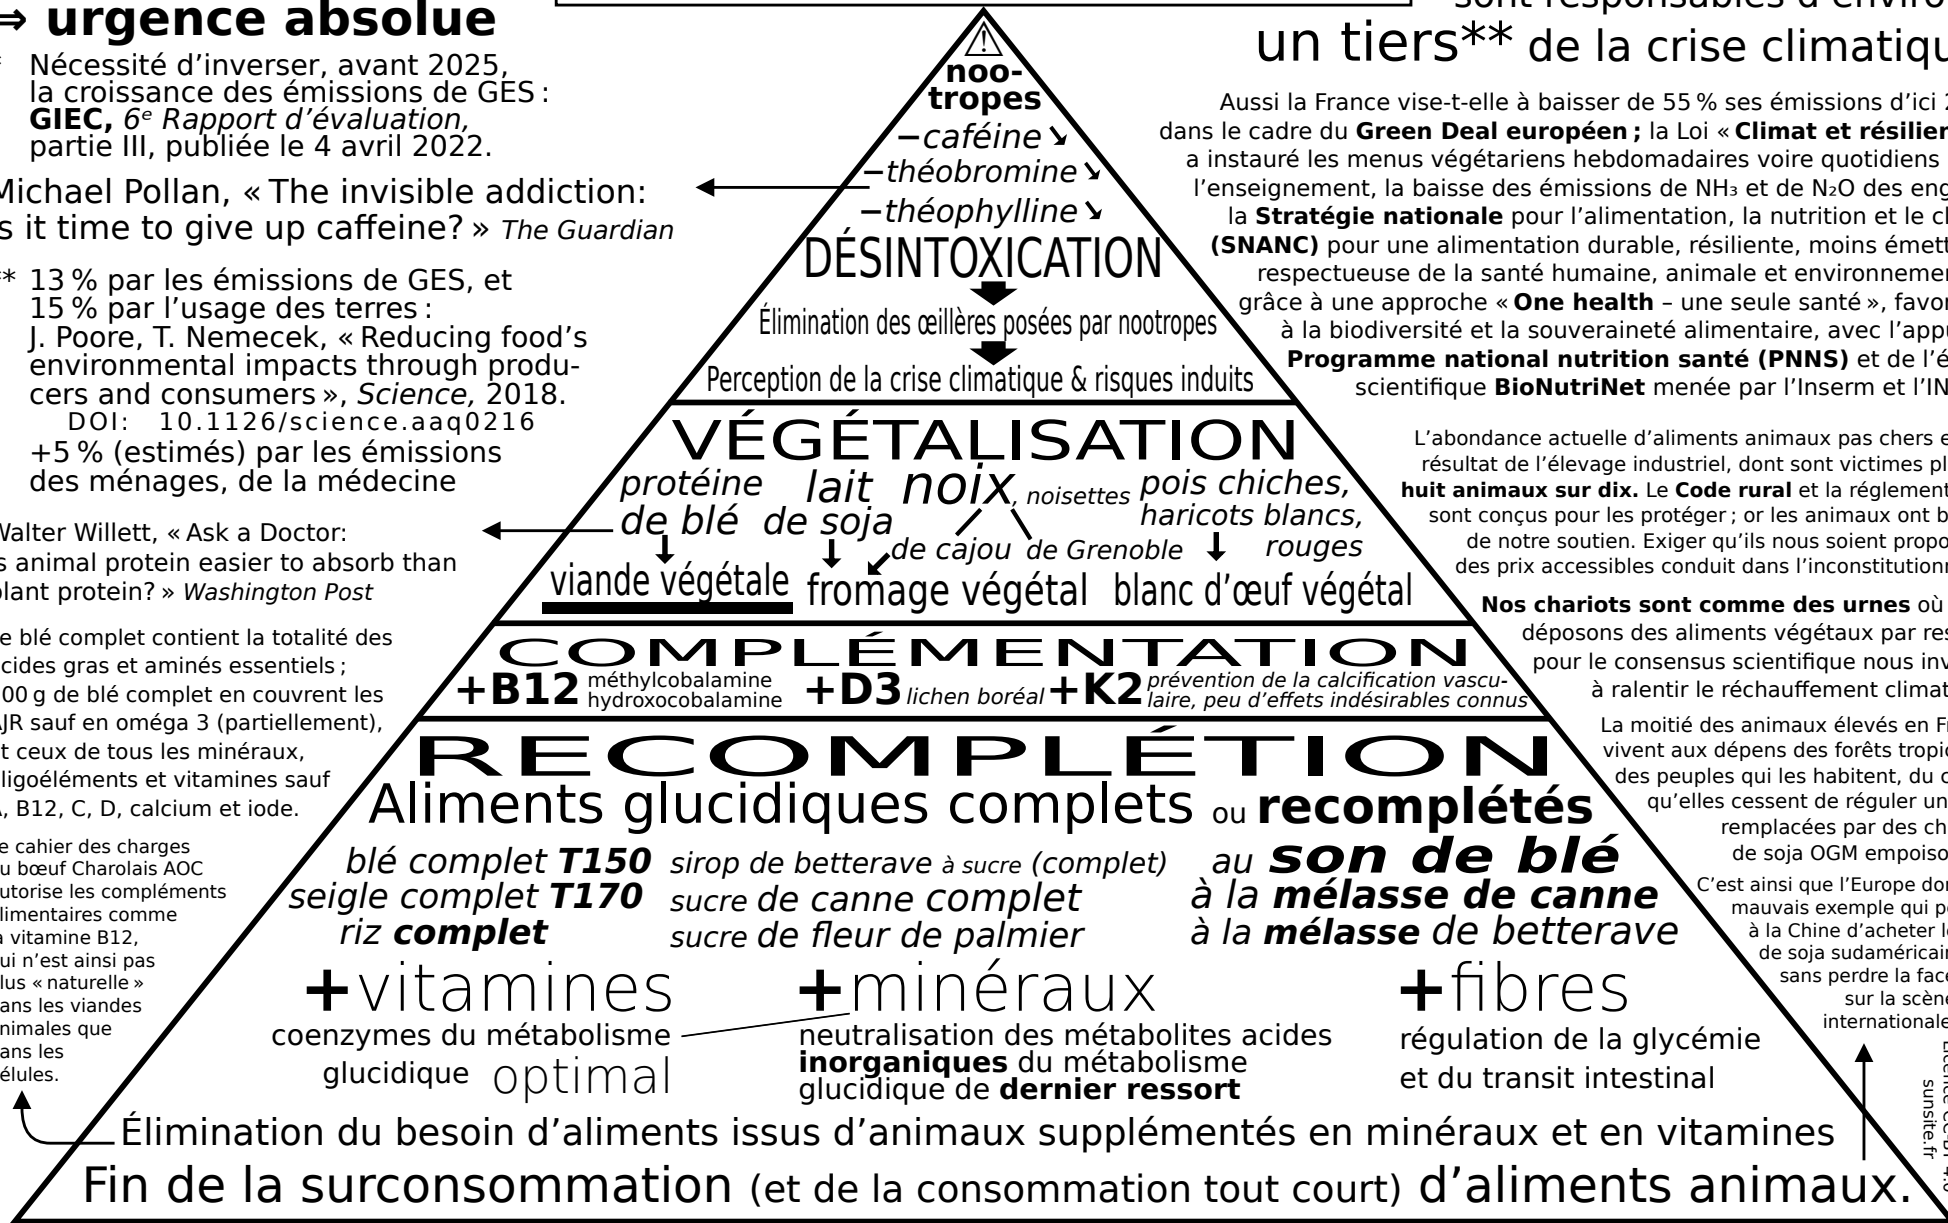 ⇒ urgence absolue
* Nécessité d’inverser, avant 2025,
la croissance des émissions de GES :
GIEC, 6ᵉ Rapport d’évaluation,
partie III, publiée le 4 avril 2022.
Michael Pollan, « The invisible addiction:
is it time to give up caffeine? » The Guardian
** 13 % par les émissions de GES, et
15 % par l’usage des terres :
J. Poore, T. Nemecek, « Reducing food’s
environmental impacts through produ-
cers and consumers », Science, 2018.
DOI: 10.1126/science.aaq0216
+5 % (estimés) par les émissions
des ménages, de la médecine
Walter Willett, « Ask a Doctor:
is animal protein easier to absorb than
plant protein? » Washington Post
Le blé complet contient la totalité des
acides gras et aminés essentiels ;
00 g de blé complet en couvrent les
AJR sauf en oméga 3 (partiellement),
et ceux de tous les minéraux,
oligoéléments et vitamines sauf
A, B12, C, D, calcium et iode.
Le cahier des charges
du bœuf Charolais AOC
autorise les compléments
alimentaires comme
la vitamine B12,
qui n’est ainsi pas
plus « naturelle »
dans les viandes
animales que
dans les
gélules.
⚠
noo-
tropes
−caféine ➘
−théobromine ➘
−théophylline ➘
DÉSINTOXICATION
Élimination des œillères posées par nootropes
Perception de la crise climatique & risques induits
VÉGÉTALISATION
protéine lait noix, noisettes pois chiches,
de blé de soja haricots blancs,
de cajou de Grenoble rouges
viande végétale fromage végétal blanc d’œuf végétal
COMPLÉMENTATION
+B12 méthylcobalamine +D3 lichen boréal +K2 prévention de la calcification vascu-
hydroxocobalamine laire, peu d’effets indésirables connus
RECOMPLÉTION
Aliments glucidiques complets ou recomplétés
blé complet T150 sirop de betterave à sucre (complet) au son de blé
seigle complet T170 sucre de canne complet à la mélasse de canne
riz complet sucre de fleur de palmier à la mélasse de betterave
+vitamines +minéraux +fibres
coenzymes du métabolisme neutralisation des métabolites acides régulation de la glycémie
glucidique optimal inorganiques du métabolisme et du transit intestinal
glucidique de dernier ressort
Élimination du besoin d’aliments issus d’animaux supplémentés en minéraux et en vitamines
Fin de la surconsommation (et de la consommation tout court) d’aliments animaux.
sont responsables d’environ
un tiers** de la crise climatiqu
Aussi la France vise-t-elle à baisser de 55 % ses émissions d’ici 2
dans le cadre du Green Deal européen ; la Loi « Climat et résilien
a instauré les menus végétariens hebdomadaires voire quotidiens
l’enseignement, la baisse des émissions de NH₃ et de N₂O des eng
la Stratégie nationale pour l’alimentation, la nutrition et le cl
(SNANC) pour une alimentation durable, résiliente, moins émett
respectueuse de la santé humaine, animale et environnemen
grâce à une approche « One health – une seule santé », favor
à la biodiversité et la souveraineté alimentaire, avec l’appu
Programme national nutrition santé (PNNS) et de l’é
scientifique BioNutriNet menée par l’Inserm et l’IN
L’abondance actuelle d’aliments animaux pas chers e
résultat de l’élevage industriel, dont sont victimes pl
huit animaux sur dix. Le Code rural et la réglement
sont conçus pour les protéger ; or les animaux ont b
de notre soutien. Exiger qu’ils nous soient propo
des prix accessibles conduit dans l’inconstitutionn
Nos chariots sont comme des urnes où
déposons des aliments végétaux par res
pour le consensus scientifique nous inv
à ralentir le réchauffement climat
La moitié des animaux élevés en Fr
vivent aux dépens des forêts tropic
des peuples qui les habitent, du c
qu’elles cessent de réguler un
remplacées par des ch
de soja OGM empoiso
C’est ainsi que l’Europe don
mauvais exemple qui pe
à la Chine d’acheter le
de soja sudaméricain
sans perdre la face
sur la scène
internationale
Licence CC-BY 4.0
sunsite.fr